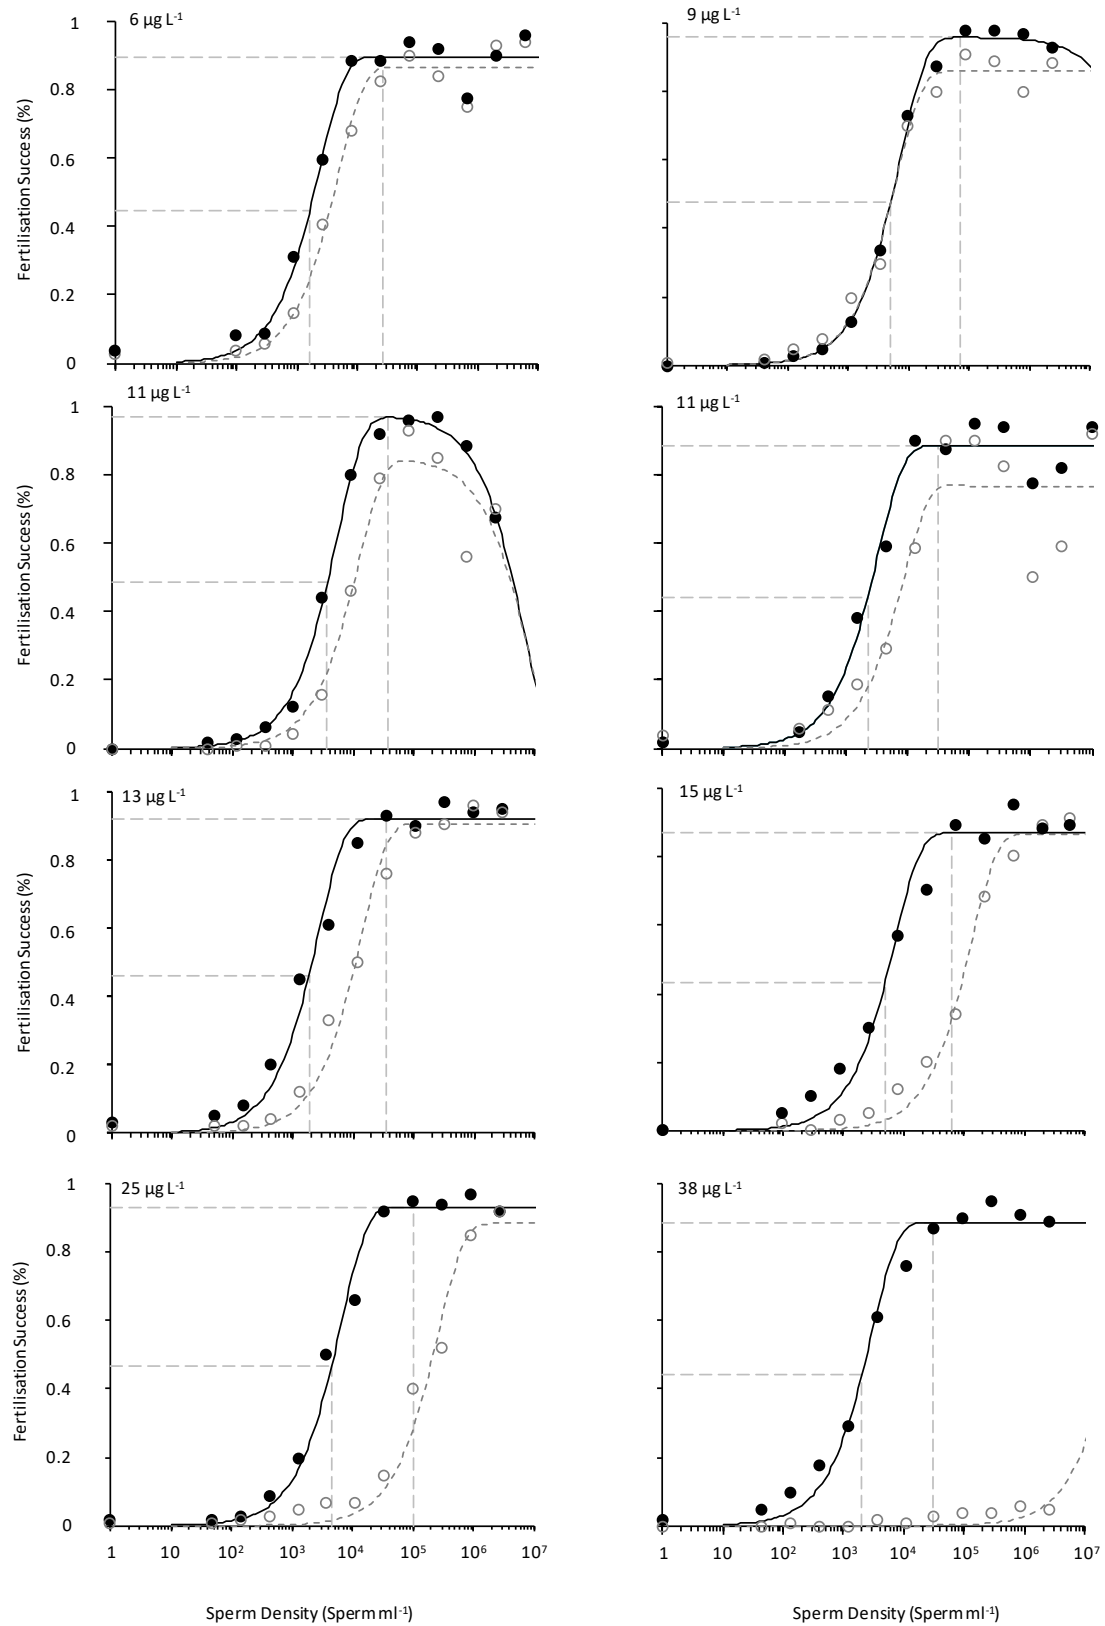 6 µg L-1
9 µg L-1
1
0.8
0.6
0.4
0.2
0
Fertilisation Success (%)
11 µg L-1
11 µg L-1
1
0.8
0.6
0.4
0.2
0
Fertilisation Success (%)
13 µg L-1
15 µg L-1
1
0.8
0.6
0.4
0.2
0
Fertilisation Success (%)
25 µg L-1
38 µg L-1
1
0.8
0.6
0.4
0.2
0
Fertilisation Success (%)
1 10 10² 10³ 10⁴ 10⁵ 10⁶ 10⁷
1 10 10² 10³ 10⁴ 10⁵ 10⁶ 10⁷
Sperm Density (Sperm ml-1)
Sperm Density (Sperm ml-1)